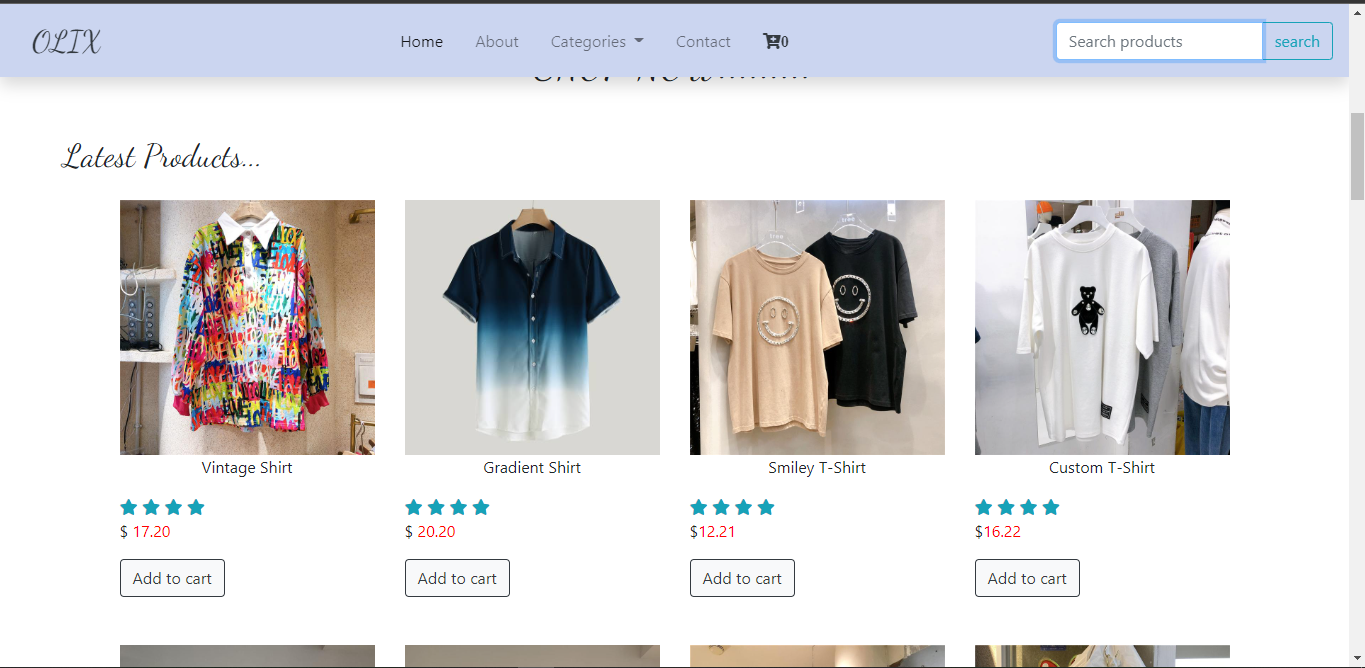 OLIX
Home About Categories Contact 0
Search products search
Latest Products...
Vintage Shirt Gradient Shirt Smiley T-Shirt Custom T-Shirt
$ 17.20 $ 20.20 $12.21 $16.22
Add to cart Add to cart Add to cart Add to cart